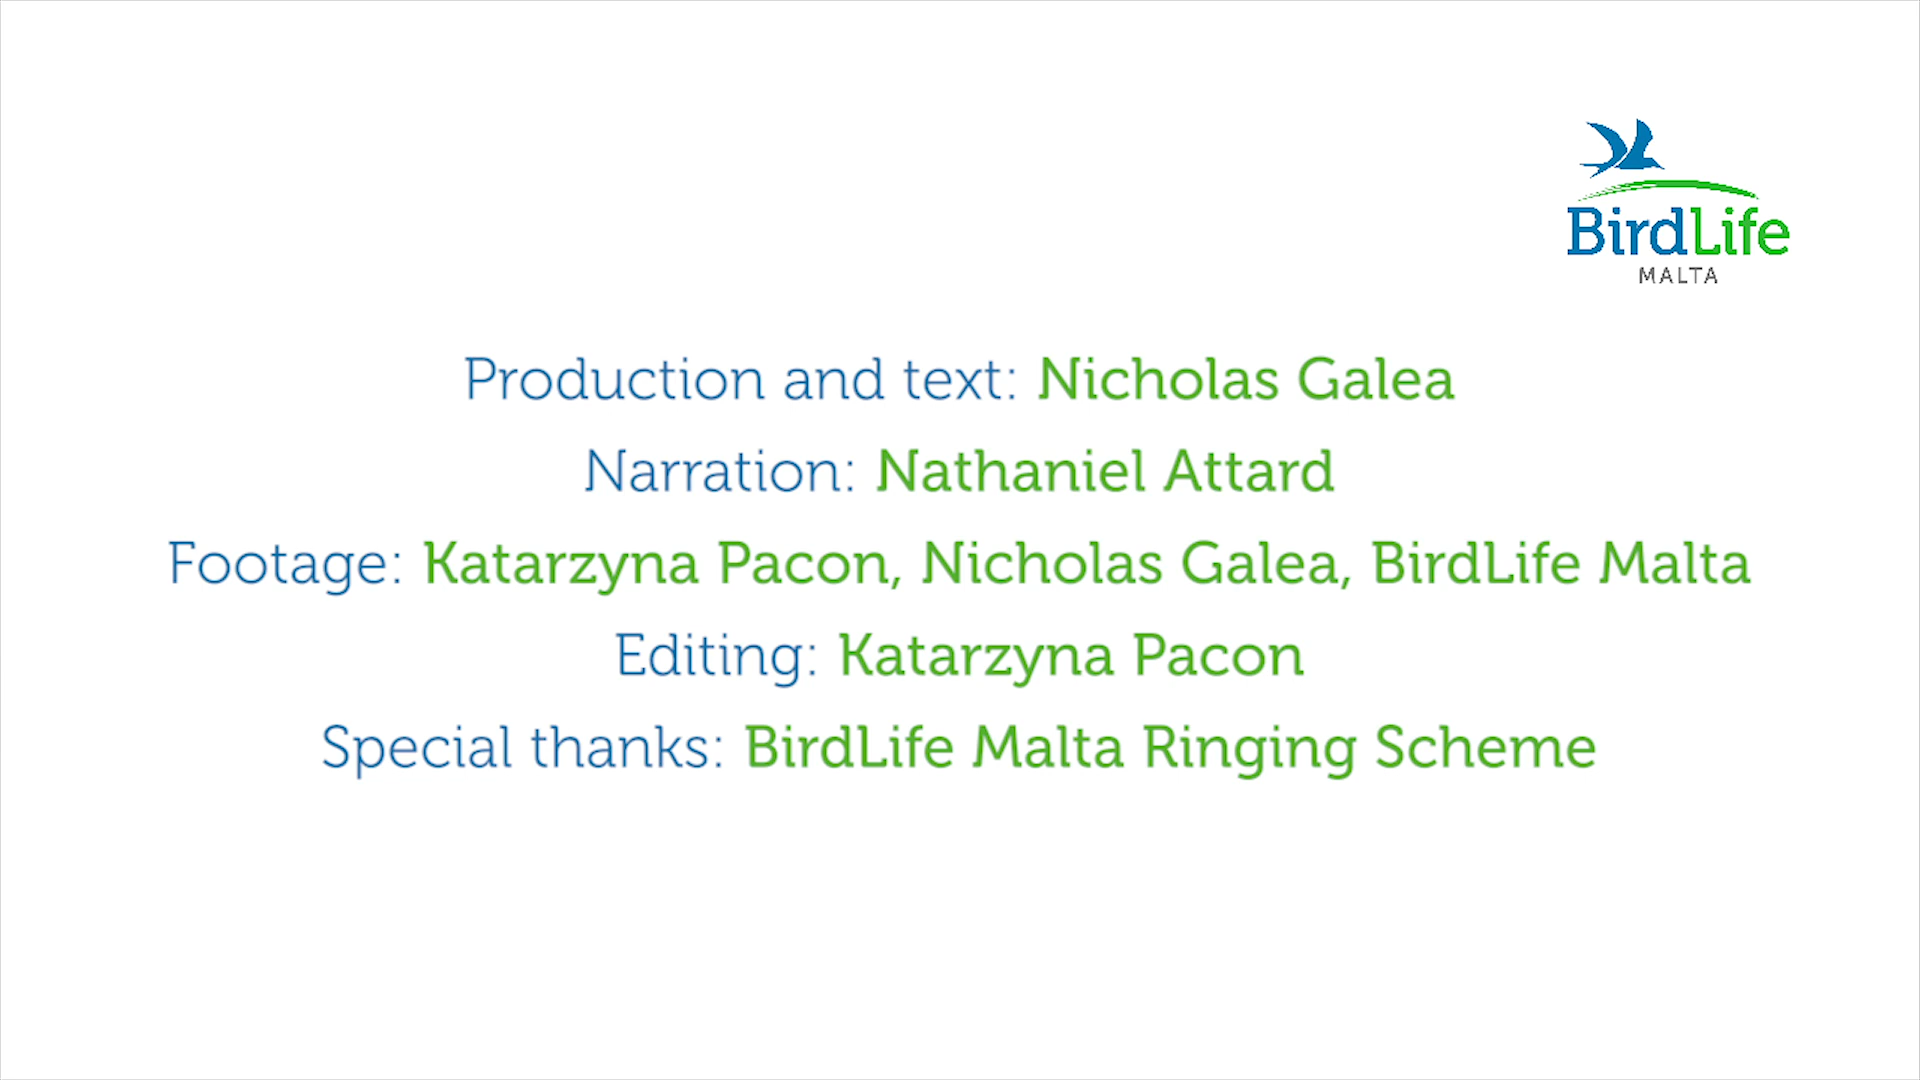 BirdLife
MALTA
Production and text: Nicholas Galea
Narration: Nathaniel Attard
Footage: Katarzyna Pacon, Nicholas Galea, BirdLife Malta
Editing: Katarzyna Pacon
Special thanks: BirdLife Malta Ringing Scheme